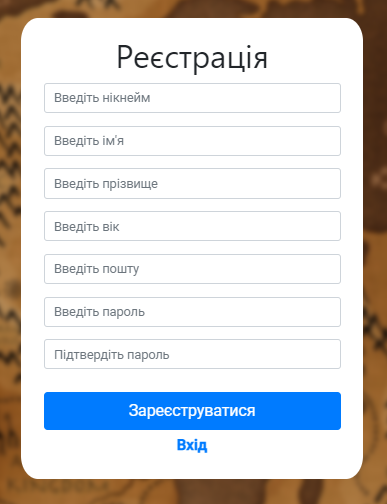 Реєстрація
Введіть нікнейм
Введіть ім'я
Введіть прізвище
Введіть вік
Введіть пошту
Введіть пароль
Підтвердіть пароль
Зареєструватися
Вхід